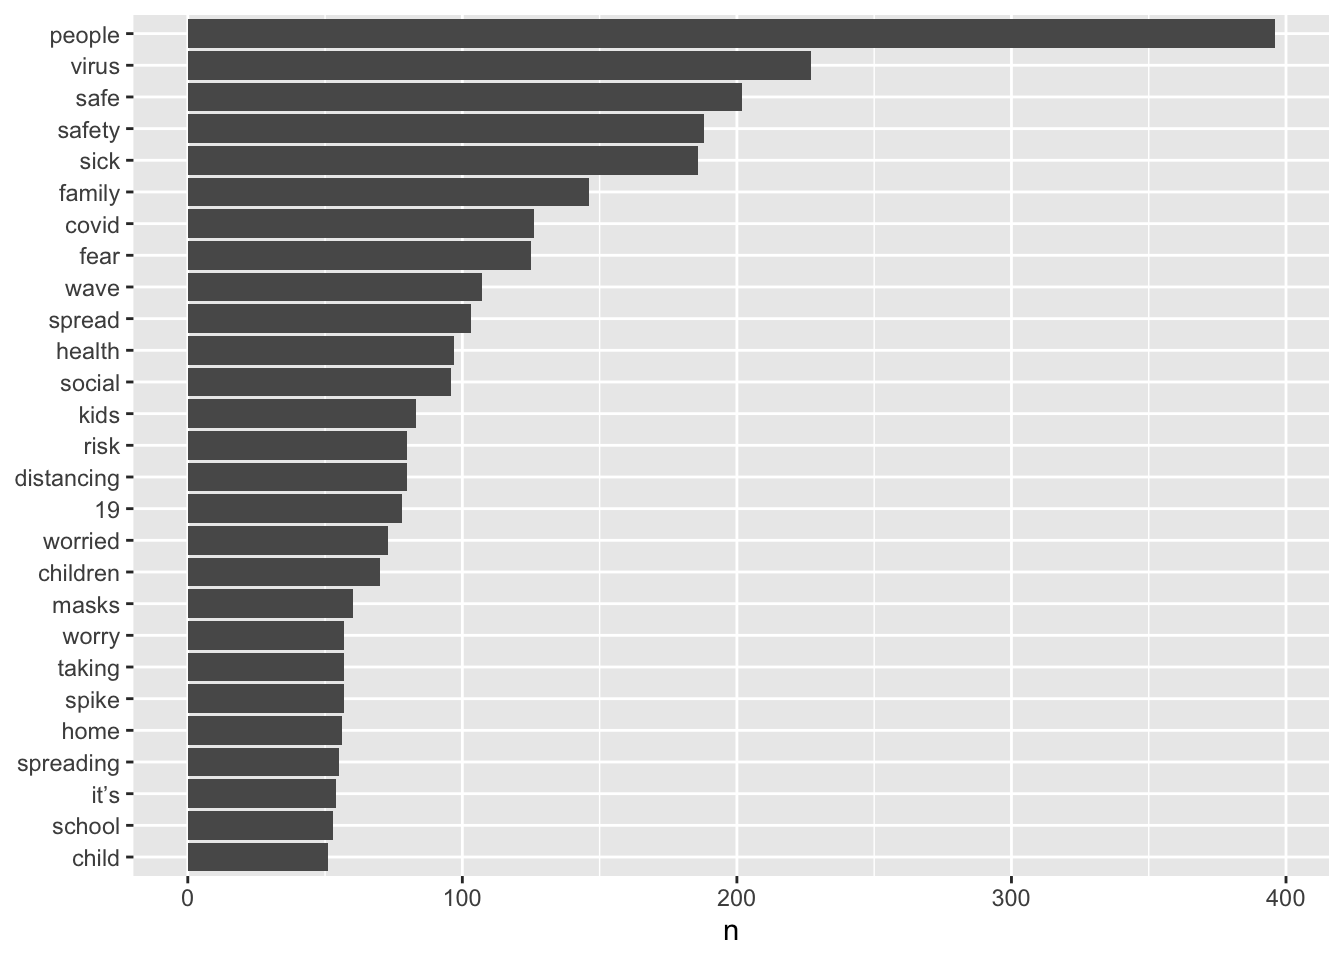 people
virus
safe
safety
sick
family
covid
fear
wave
spread
health
social
kids
risk
distancing
19
worried
children
masks
worry
taking
spike
home
spreading
it’s
school
child
0 100 200 300 400
n